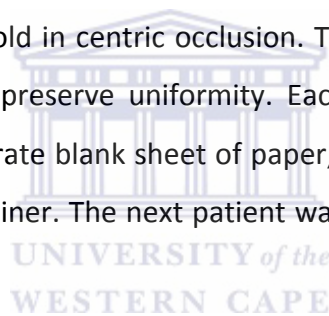 old in centric occlusion. T
preserve uniformity. Eac
rate blank sheet of paper,
iner. The next patient wa
UNIVERSITY of the
WESTERN CAPE